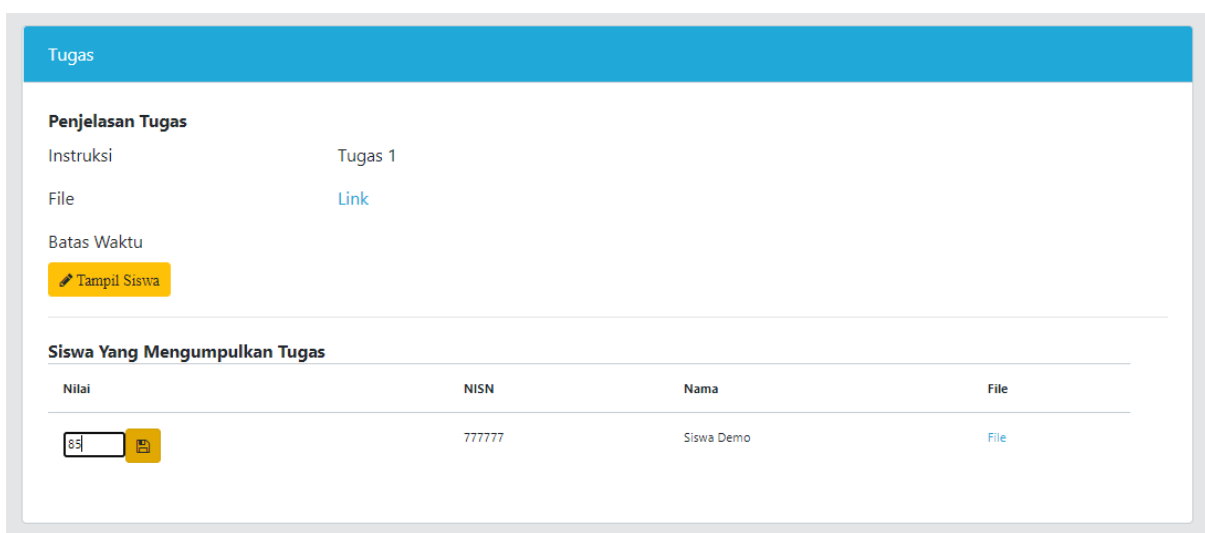 Tugas
Penjelasan Tugas
Instruksi Tugas 1
File Link
Batas Waktu
Tampil Siswa
Siswa Yang Mengumpulkan Tugas
Nilai NISN Nama File
85 777777 Siswa Demo File